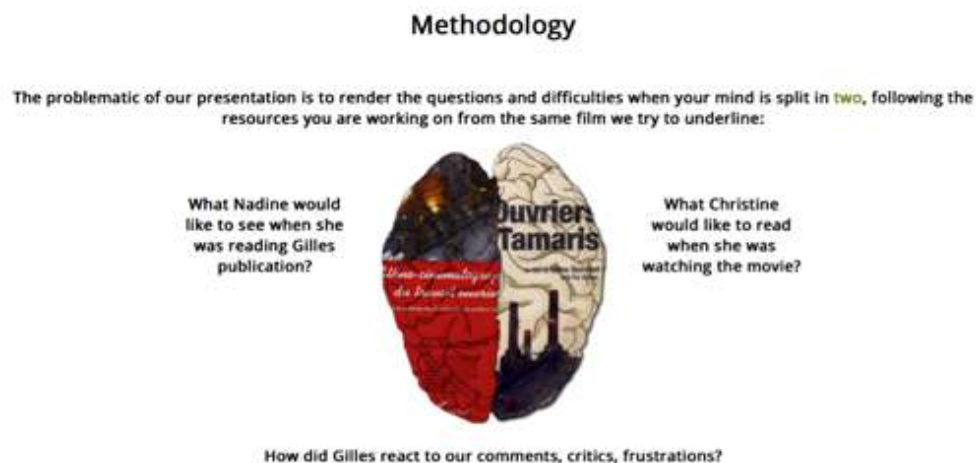 Methodology
The problematic of our presentation is to render the questions and difficulties when your mind is split in two, following the
resources you are working on from the same film we try to underline:
What Nadine would
like to see when she
was reading Gilles
publication?
What Christine
would like to read
when she was
watching the movie?
Ouvriers
Tamaris
du travail
How did Gilles react to our comments, critics, frustrations?